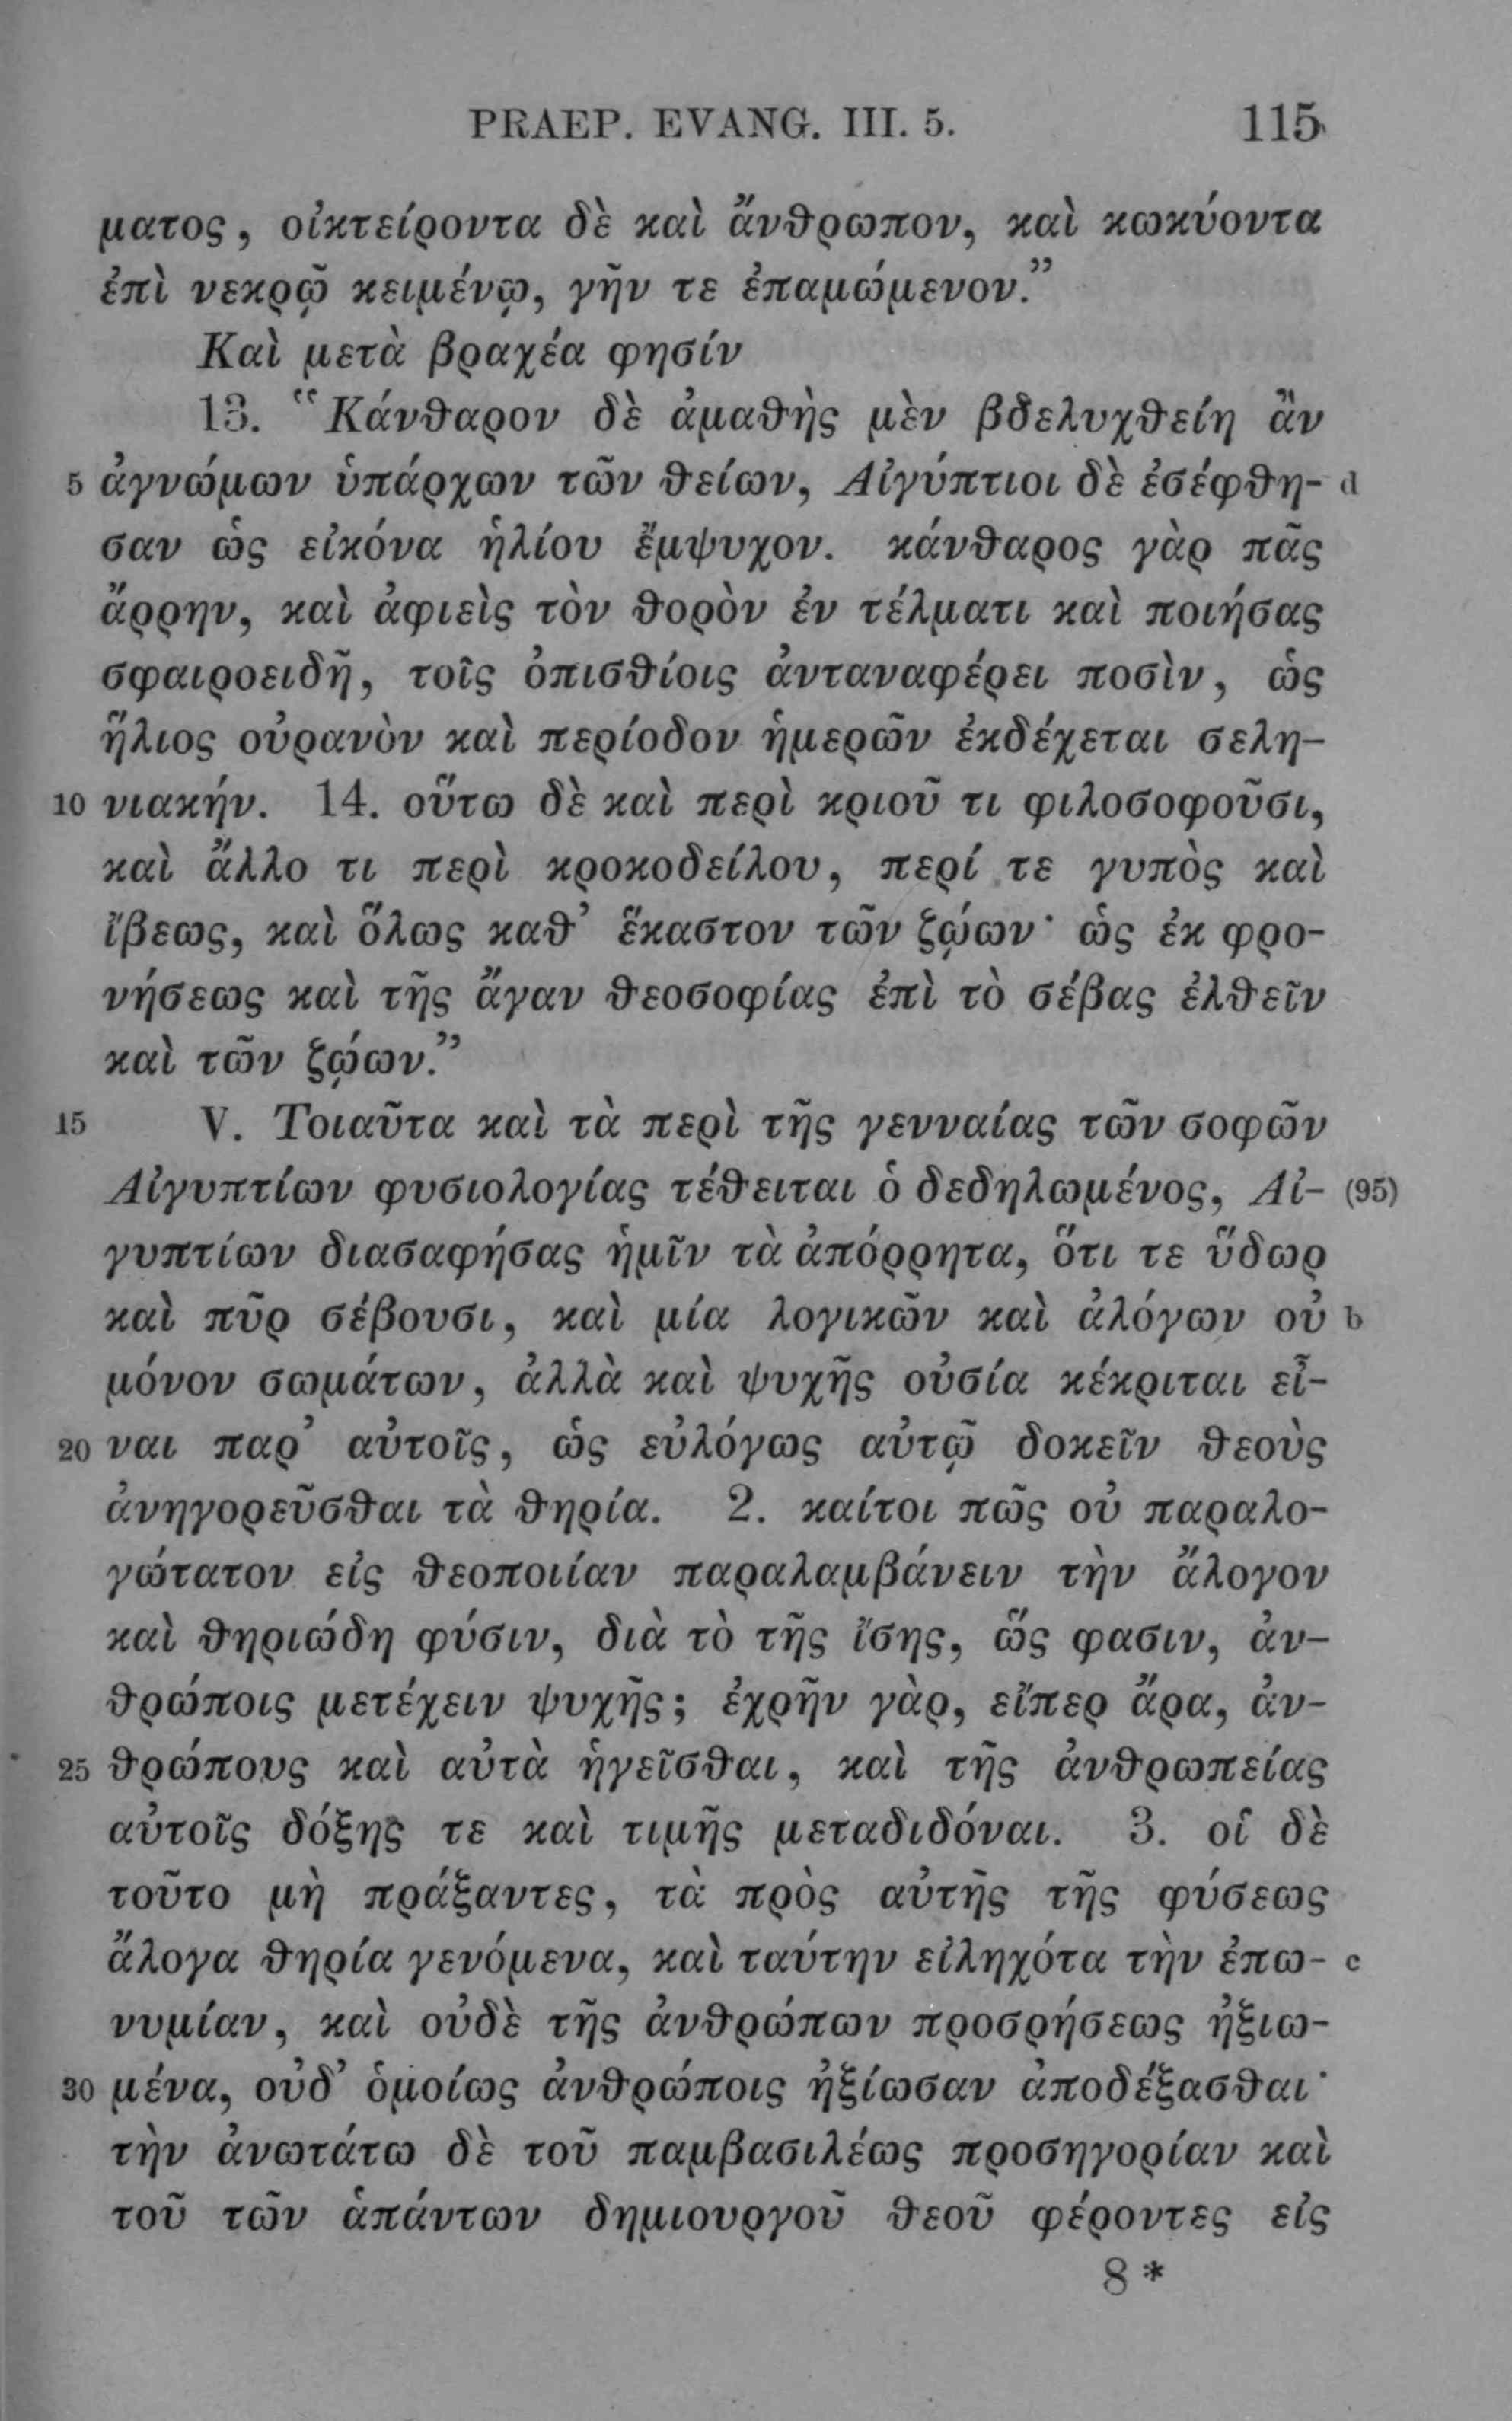 PRAEP. EVANG. III. 5. 115
ματος, οἰκτείροντα δὲ καὶ ἄνθρωπον, καὶ κωκύοντα
ἐπὶ νεκρῷ κειμένῳ, γῆν τε ἐπαμώμενον.”
Καὶ μετὰ βραχέα φησίν
13. “Κάνθαρον δὲ ἀμαθὴς μὲν βδελυχθείη ἂν
5 ἀγνώμων ὑπάρχων τῶν θείων, Αἰγύπτιοι δὲ ἐσέφθη- d
σαν ὡς εἰκόνα ἡλίου ἔμψυχον. κάνθαρος γὰρ πᾶς
ἄρρην, καὶ ἀφιεὶς τὸν θορὸν ἐν τέλματι καὶ ποιήσας
σφαιροειδῆ, τοῖς ὀπισθίοις ἀνταναφέρει ποσὶν, ὡς
ἥλιος οὐρανὸν καὶ περίοδον ἡμερῶν ἐκδέχεται σελη-
10 νιακήν. 14. οὕτω δὲ καὶ περὶ κριοῦ τι φιλοσοφοῦσι,
καὶ ἄλλο τι περὶ κροκοδείλου, περί τε γυπὸς καὶ
ἴβεως, καὶ ὅλως καθ’ ἕκαστον τῶν ζῴων· ὡς ἐκ φρο-
νήσεως καὶ τῆς ἄγαν θεοσοφίας ἐπὶ τὸ σέβας ἐλθεῖν
καὶ τῶν ζῴων.”
15 V. Τοιαῦτα καὶ τὰ περὶ τῆς γενναίας τῶν σοφῶν
Αἰγυπτίων φυσιολογίας τέθειται ὁ δεδηλωμένος, Αἰ- (95)
γυπτίων διασαφήσας ἡμῖν τὰ ἀπόρρητα, ὅτι τε ὕδωρ
καὶ πῦρ σέβουσι, καὶ μία λογικῶν καὶ ἀλόγων οὐ b
μόνον σωμάτων, ἀλλὰ καὶ ψυχῆς οὐσία κέκριται εἶ-
20 ναι παρ’ αὐτοῖς, ὡς εὐλόγως αὐτῷ δοκεῖν θεοὺς
ἀνηγορεῦσθαι τὰ θηρία. 2. καίτοι πῶς οὐ παραλο-
γώτατον εἰς θεοποιίαν παραλαμβάνειν τὴν ἄλογον
καὶ θηριώδη φύσιν, διὰ τὸ τῆς ἴσης, ὥς φασιν, ἀν-
θρώποις μετέχειν ψυχῆς; ἐχρῆν γὰρ, εἴπερ ἄρα, ἀν-
25 θρώπους καὶ αὐτὰ ἡγεῖσθαι, καὶ τῆς ἀνθρωπείας
αὐτοῖς δόξης τε καὶ τιμῆς μεταδιδόναι. 3. οἱ δὲ
τοῦτο μὴ πράξαντες, τὰ πρὸς αὐτῆς τῆς φύσεως
ἄλογα θηρία γενόμενα, καὶ ταύτην εἰληχότα τὴν ἐπω- c
νυμίαν, καὶ οὐδὲ τῆς ἀνθρώπων προσρήσεως ἠξιω-
30 μένα, οὐδ’ ὁμοίως ἀνθρώποις ἠξίωσαν ἀποδέξασθαι·
τὴν ἀνωτάτω δὲ τοῦ παμβασιλέως προσηγορίαν καὶ
τοῦ τῶν ἁπάντων δημιουργοῦ θεοῦ φέροντες εἰς
8*